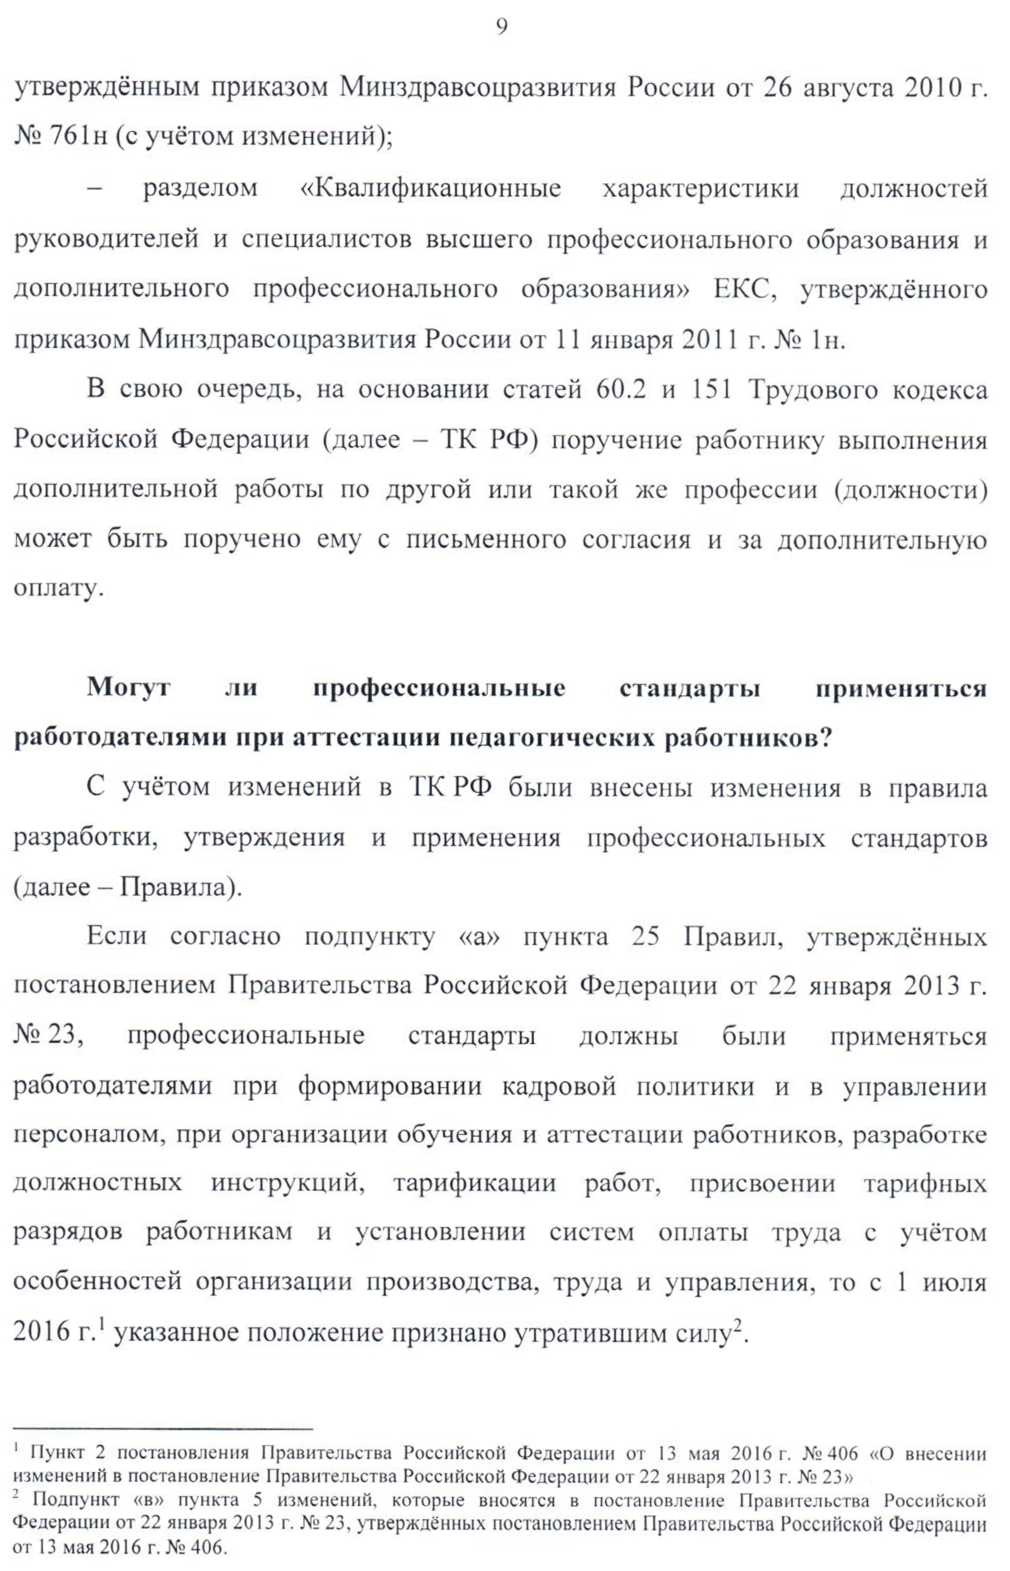 9
утверждённым приказом Минздравсоцразвития России от 26 августа 2010 г.
№ 761н (с учётом изменений);
– разделом «Квалификационные характеристики должностей
руководителей и специалистов высшего профессионального образования и
дополнительного профессионального образования» ЕКС, утверждённого
приказом Минздравсоцразвития России от 11 января 2011 г. № 1н.
В свою очередь, на основании статей 60.2 и 151 Трудового кодекса
Российской Федерации (далее – ТК РФ) поручение работнику выполнения
дополнительной работы по другой или такой же профессии (должности)
может быть поручено ему с письменного согласия и за дополнительную
оплату.
Могут ли профессиональные стандарты применяться
работодателями при аттестации педагогических работников?
С учётом изменений в ТК РФ были внесены изменения в правила
разработки, утверждения и применения профессиональных стандартов
(далее – Правила).
Если согласно подпункту «а» пункта 25 Правил, утверждённых
постановлением Правительства Российской Федерации от 22 января 2013 г.
№ 23, профессиональные стандарты должны были применяться
работодателями при формировании кадровой политики и в управлении
персоналом, при организации обучения и аттестации работников, разработке
должностных инструкций, тарификации работ, присвоении тарифных
разрядов работникам и установлении систем оплаты труда с учётом
особенностей организации производства, труда и управления, то с 1 июля
2016 г.¹ указанное положение признано утратившим силу².
¹ Пункт 2 постановления Правительства Российской Федерации от 13 мая 2016 г. № 406 «О внесении
изменений в постановление Правительства Российской Федерации от 22 января 2013 г. № 23»
² Подпункт «в» пункта 5 изменений, которые вносятся в постановление Правительства Российской
Федерации от 22 января 2013 г. № 23, утверждённых постановлением Правительства Российской Федерации
от 13 мая 2016 г. № 406.